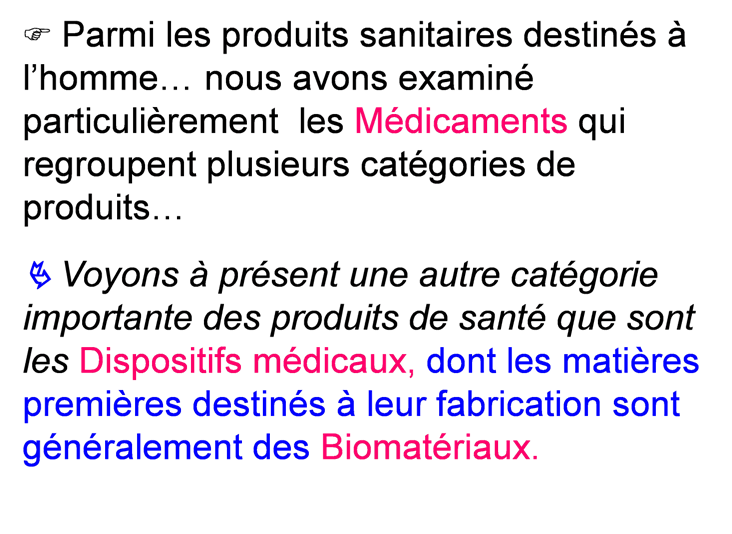 ☞ Parmi les produits sanitaires destinés à
l’homme… nous avons examiné
particulièrement  les Médicaments qui
regroupent plusieurs catégories de
produits…
Voyons à présent une autre catégorie
importante des produits de santé que sont
les Dispositifs médicaux, dont les matières
premières destinés à leur fabrication sont
généralement des Biomatériaux.